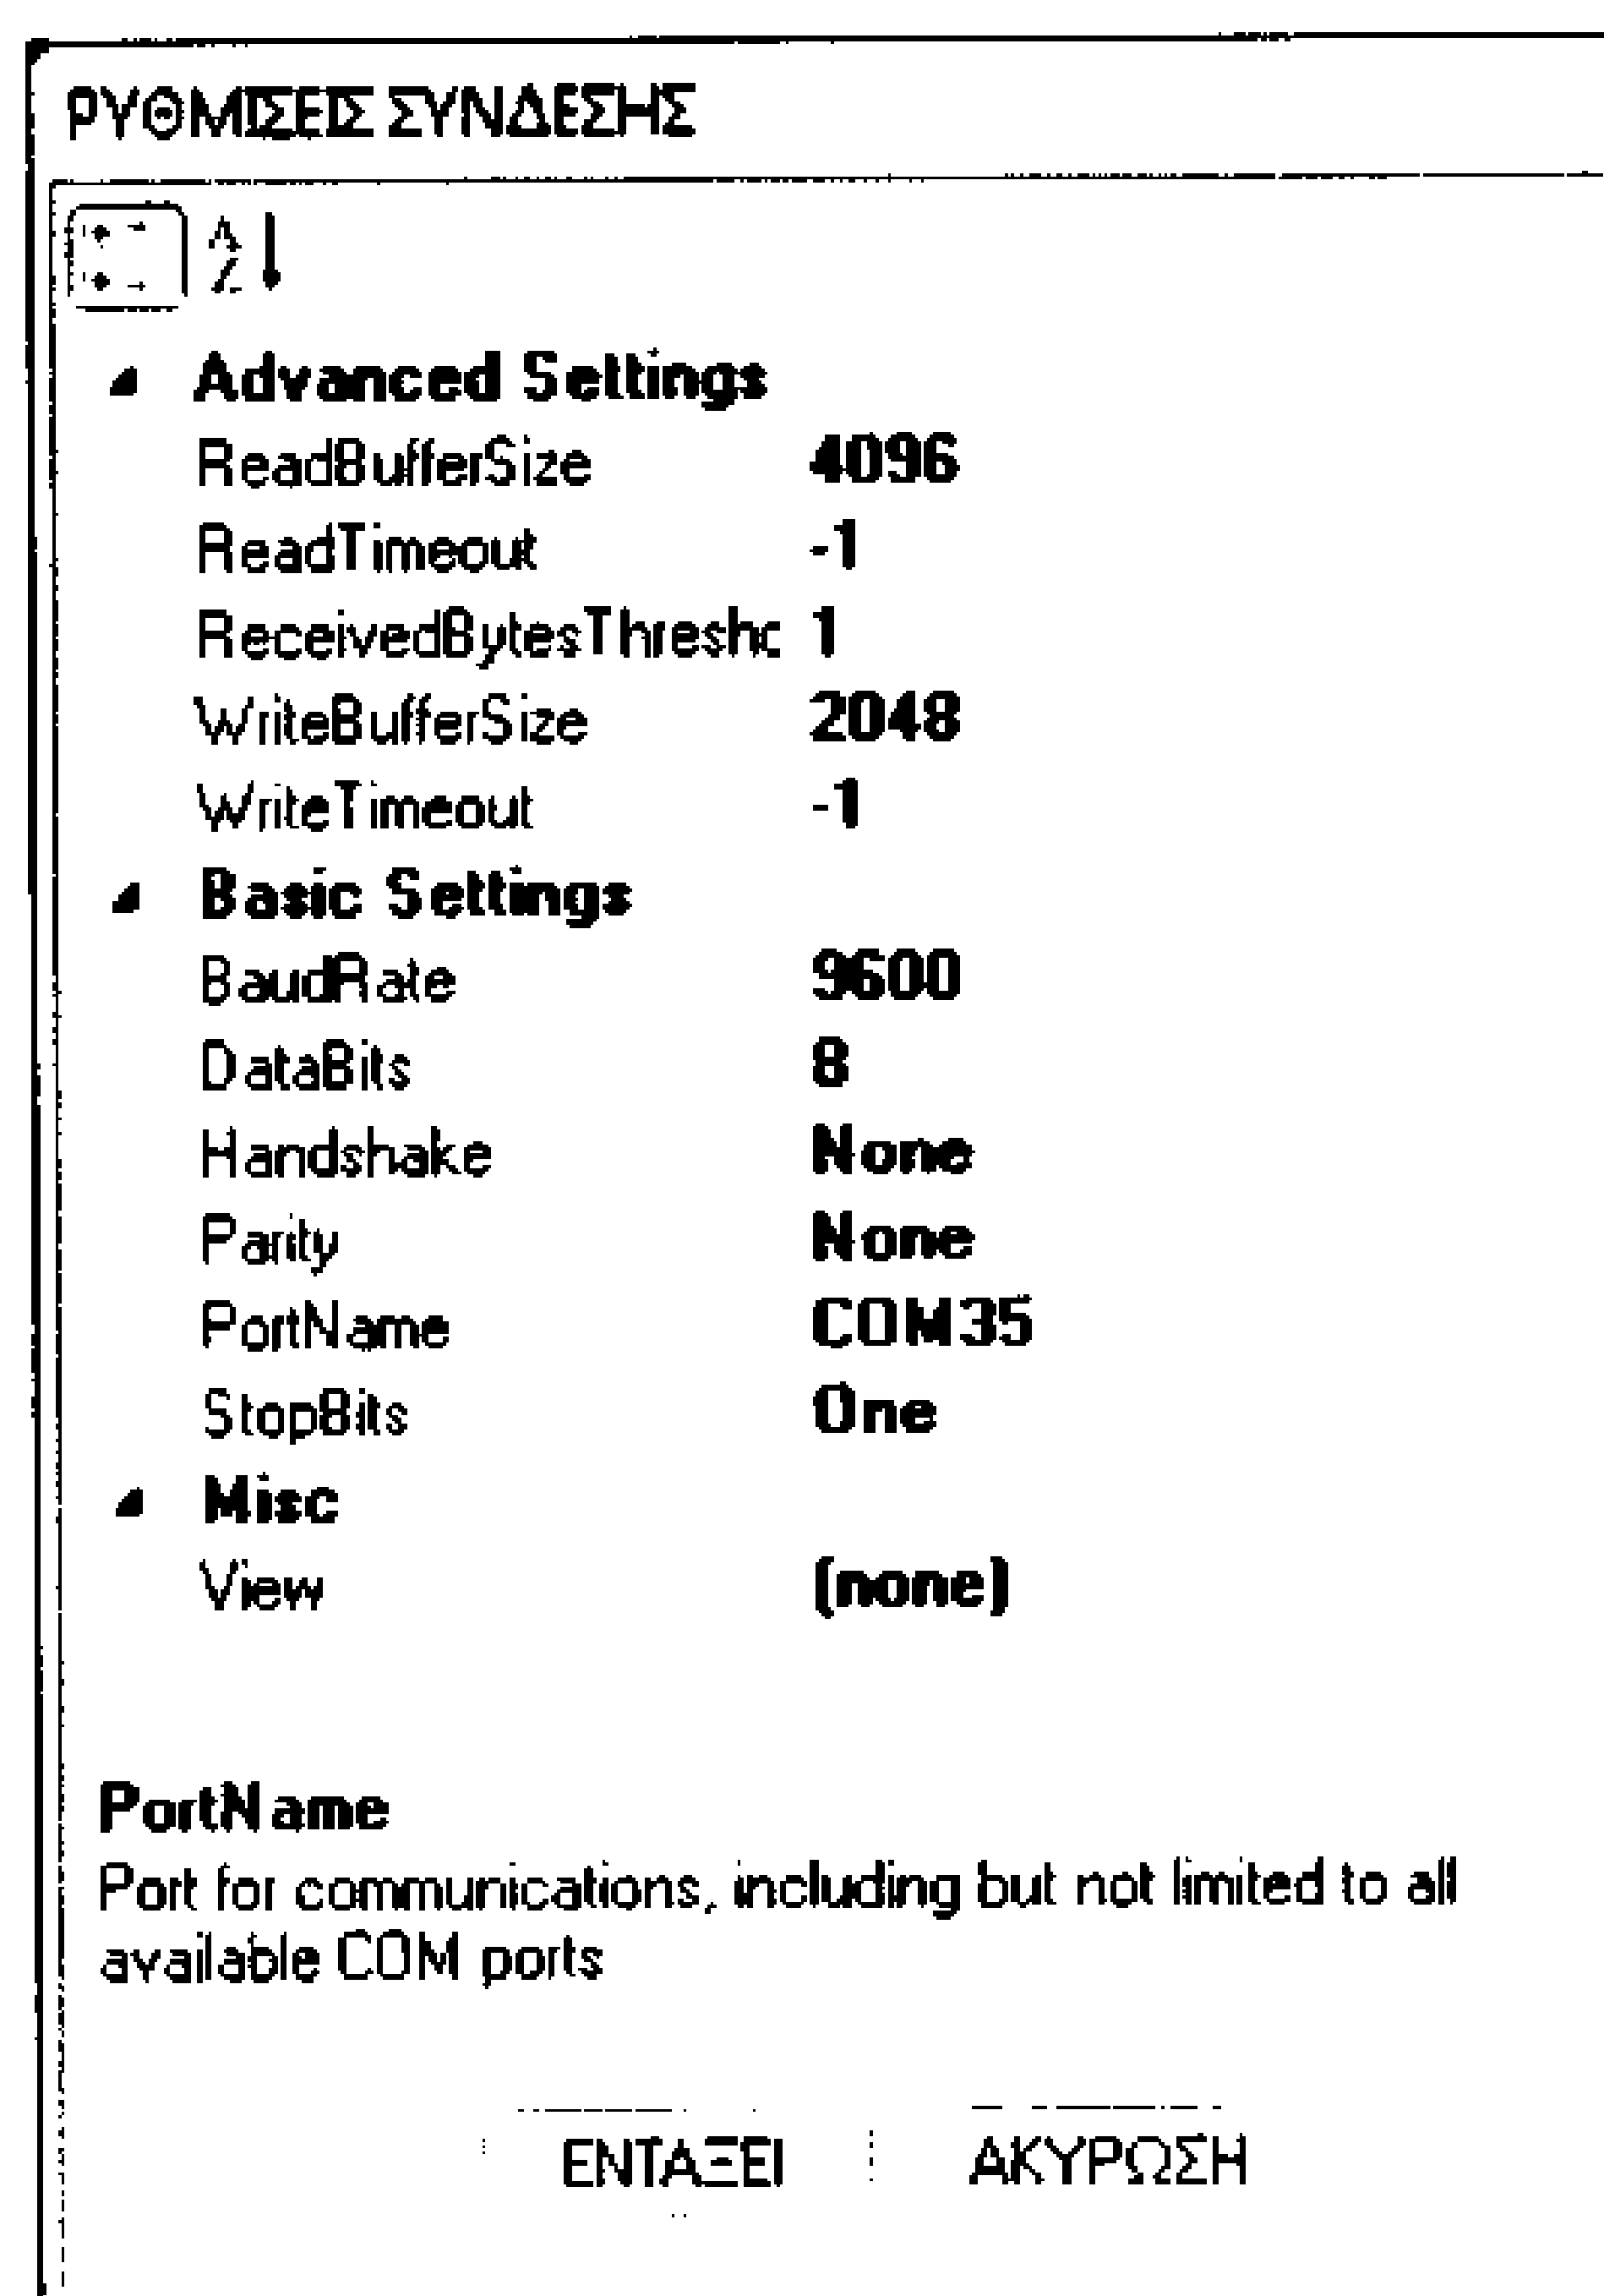 ΡΥΘΜΙΣΕΙΣ ΣΥΝΔΕΣΗΣ
A
Z
Advanced Settings
ReadBufferSize 4096
ReadTimeout -1
ReceivedBytesThresho 1
WriteBufferSize 2048
WriteTimeout -1
Basic Settings
BaudRate 9600
DataBits 8
Handshake None
Parity None
PortName COM35
StopBits One
Misc
View (none)
PortName
Port for communications, including but not limited to all
available COM ports
ΕΝΤΑΞΕΙ ΑΚΥΡΩΣΗ